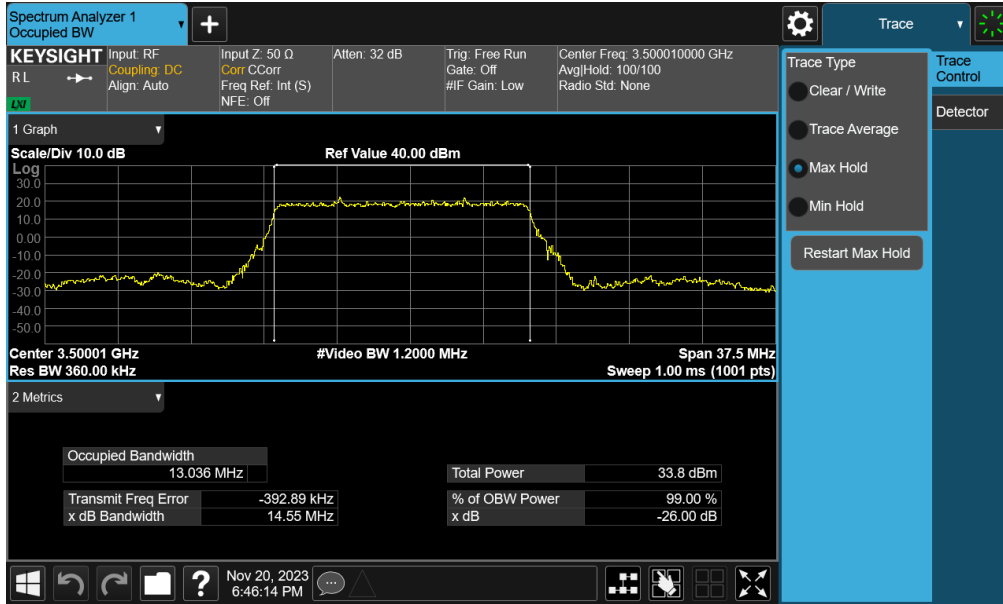 Spectrum Analyzer 1
Occupied BW
+
Trace
KEYSIGHT
RL
LXI
Input: RF
Coupling: DC
Align: Auto
Input Z: 50 Ω
Corr CCorr
Freq Ref: Int (S)
NFE: Off
Atten: 32 dB
Trig: Free Run
Gate: Off
#IF Gain: Low
Center Freq: 3.500010000 GHz
Avg|Hold: 100/100
Radio Std: None
1 Graph
Scale/Div 10.0 dB
Ref Value 40.00 dBm
Log
30.0
20.0
10.0
0.00
-10.0
-20.0
-30.0
-40.0
-50.0
Center 3.50001 GHz
#Video BW 1.2000 MHz
Span 37.5 MHz
Res BW 360.00 kHz
Sweep 1.00 ms (1001 pts)
2 Metrics
Occupied Bandwidth
13.036 MHz
Transmit Freq Error -392.89 kHz
x dB Bandwidth 14.55 MHz
Total Power 33.8 dBm
% of OBW Power 99.00 %
x dB -26.00 dB
Trace Type
Clear / Write
Trace Average
Max Hold
Min Hold
Restart Max Hold
Trace
Control
Detector
?
Nov 20, 2023
6:46:14 PM